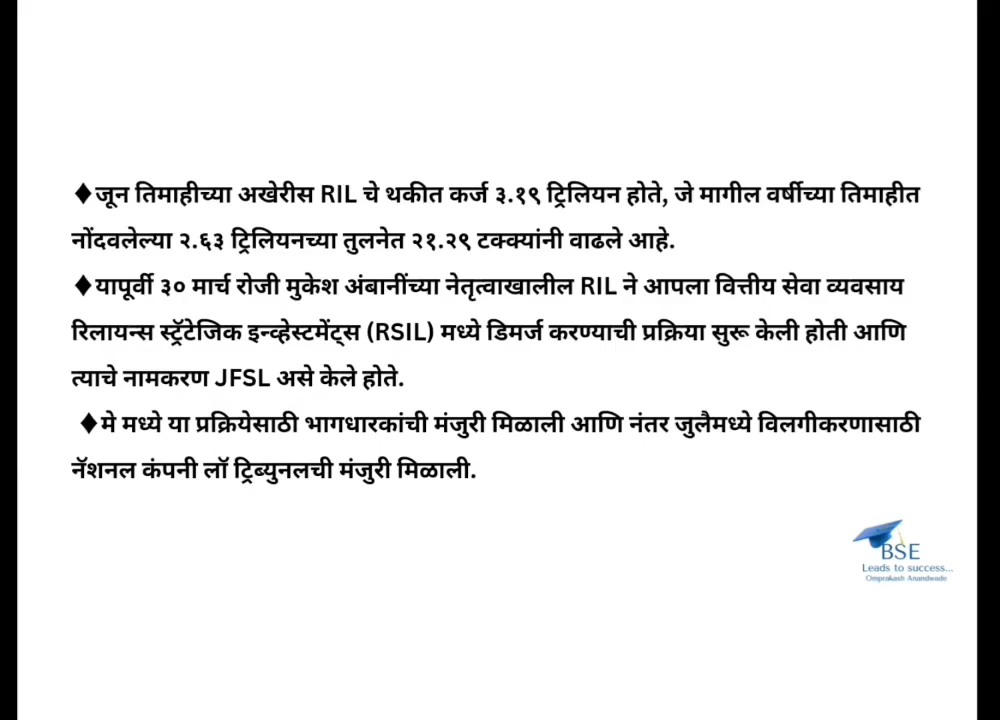 ♦जून तिमाहीच्या अखेरीस RIL चे थकीत कर्ज ३.१९ ट्रिलियन होते, जे मागील वर्षीच्या तिमाहीत
नोंदवलेल्या २.६३ ट्रिलियनच्या तुलनेत २१.२९ टक्क्यांनी वाढले आहे.
♦यापूर्वी ३० मार्च रोजी मुकेश अंबानींच्या नेतृत्वाखालील RIL ने आपला वित्तीय सेवा व्यवसाय
रिलायन्स स्ट्रॅटेजिक इन्व्हेस्टमेंट्स (RSIL) मध्ये डिमर्ज करण्याची प्रक्रिया सुरू केली होती आणि
त्याचे नामकरण JFSL असे केले होते.
♦मे मध्ये या प्रक्रियेसाठी भागधारकांची मंजुरी मिळाली आणि नंतर जुलैमध्ये विलगीकरणासाठी
नॅशनल कंपनी लॉ ट्रिब्युनलची मंजुरी मिळाली.
BSE
Leads to success...
Omprakash Anandwade